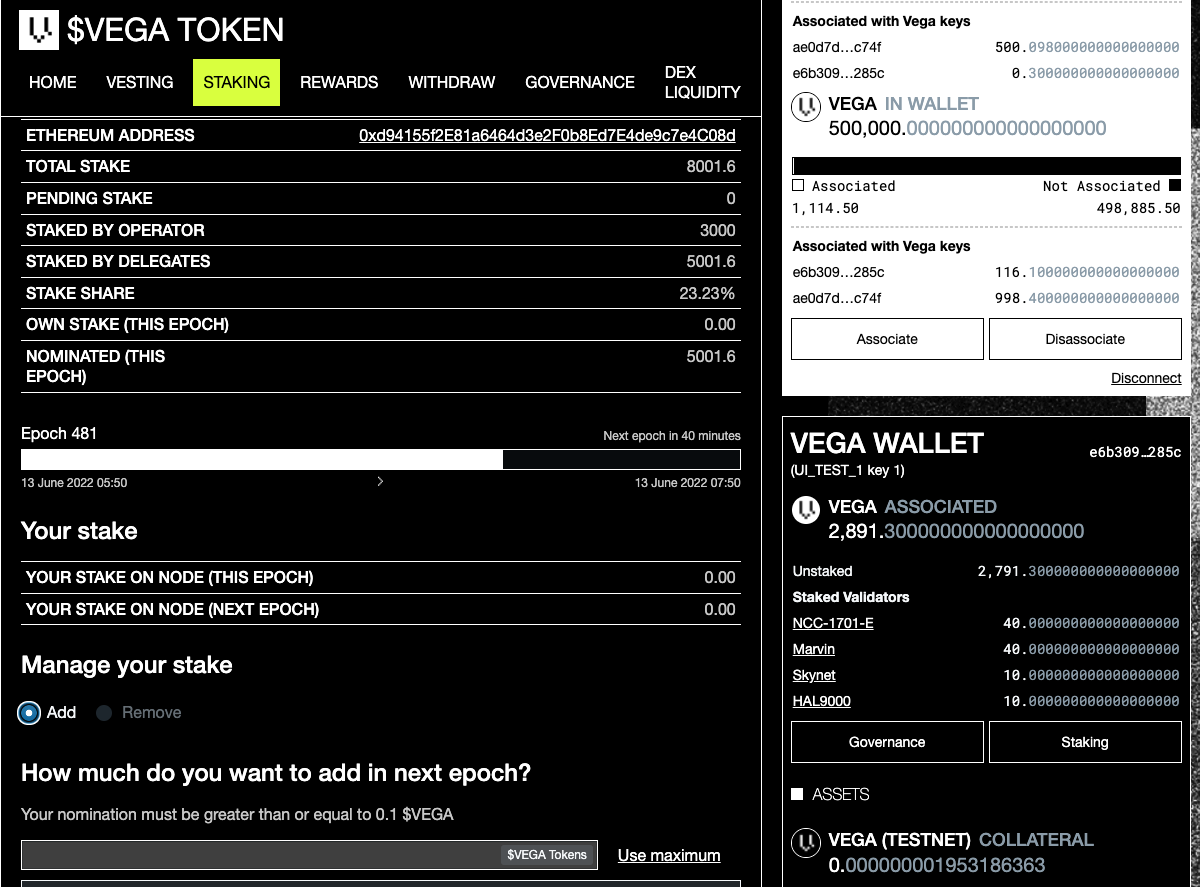 $VEGA TOKEN
HOME VESTING STAKING REWARDS WITHDRAW GOVERNANCE DEX LIQUIDITY
ETHEREUM ADDRESS 0xd94155f2E81a6464d3e2F0b8Ed7E4de9c7e4C08d
TOTAL STAKE 8001.6
PENDING STAKE 0
STAKED BY OPERATOR 3000
STAKED BY DELEGATES 5001.6
STAKE SHARE 23.23%
OWN STAKE (THIS EPOCH) 0.00
NOMINATED (THIS EPOCH) 5001.6
Epoch 481 Next epoch in 40 minutes
13 June 2022 05:50 13 June 2022 07:50
Your stake
YOUR STAKE ON NODE (THIS EPOCH) 0.00
YOUR STAKE ON NODE (NEXT EPOCH) 0.00
Manage your stake
Add Remove
How much do you want to add in next epoch?
Your nomination must be greater than or equal to 0.1 $VEGA
$VEGA Tokens Use maximum
Associated with Vega keys
ae0d7d…c74f 500.098000000000000000
e6b309…285c 0.300000000000000000
VEGA IN WALLET
500,000.000000000000000000
Associated Not Associated
1,114.50 498,885.50
Associated with Vega keys
e6b309…285c 116.100000000000000000
ae0d7d…c74f 998.400000000000000000
Associate Disassociate
Disconnect
VEGA WALLET e6b309…285c
(UI_TEST_1 key 1)
VEGA ASSOCIATED
2,891.300000000000000000
Unstaked 2,791.300000000000000000
Staked Validators
NCC-1701-E 40.000000000000000000
Marvin 40.000000000000000000
Skynet 10.000000000000000000
HAL9000 10.000000000000000000
Governance Staking
ASSETS
VEGA (TESTNET) COLLATERAL
0.000000001953186363